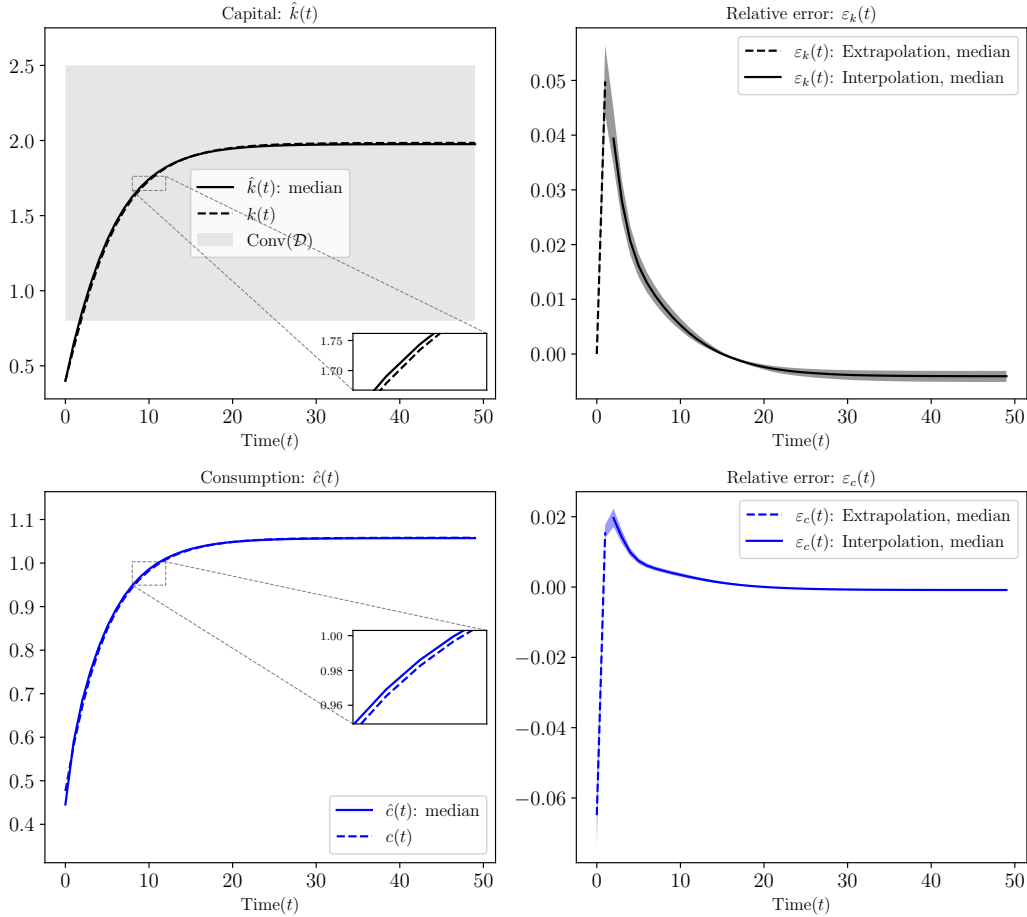 Capital: k̂(t)
2.5
2.0
1.5
1.0
0.5
k̂(t): median
k(t)
Conv(𝒟)
1.75
1.70
0 10 20 30 40 50
Time(t)
Relative error: ε_k(t)
0.05
0.04
0.03
0.02
0.01
0.00
ε_k(t): Extrapolation, median
ε_k(t): Interpolation, median
0 10 20 30 40 50
Time(t)
Consumption: ĉ(t)
1.1
1.0
0.9
0.8
0.7
0.6
0.5
0.4
1.00
0.98
0.96
ĉ(t): median
c(t)
0 10 20 30 40 50
Time(t)
Relative error: ε_c(t)
0.02
0.00
−0.02
−0.04
−0.06
ε_c(t): Extrapolation, median
ε_c(t): Interpolation, median
0 10 20 30 40 50
Time(t)